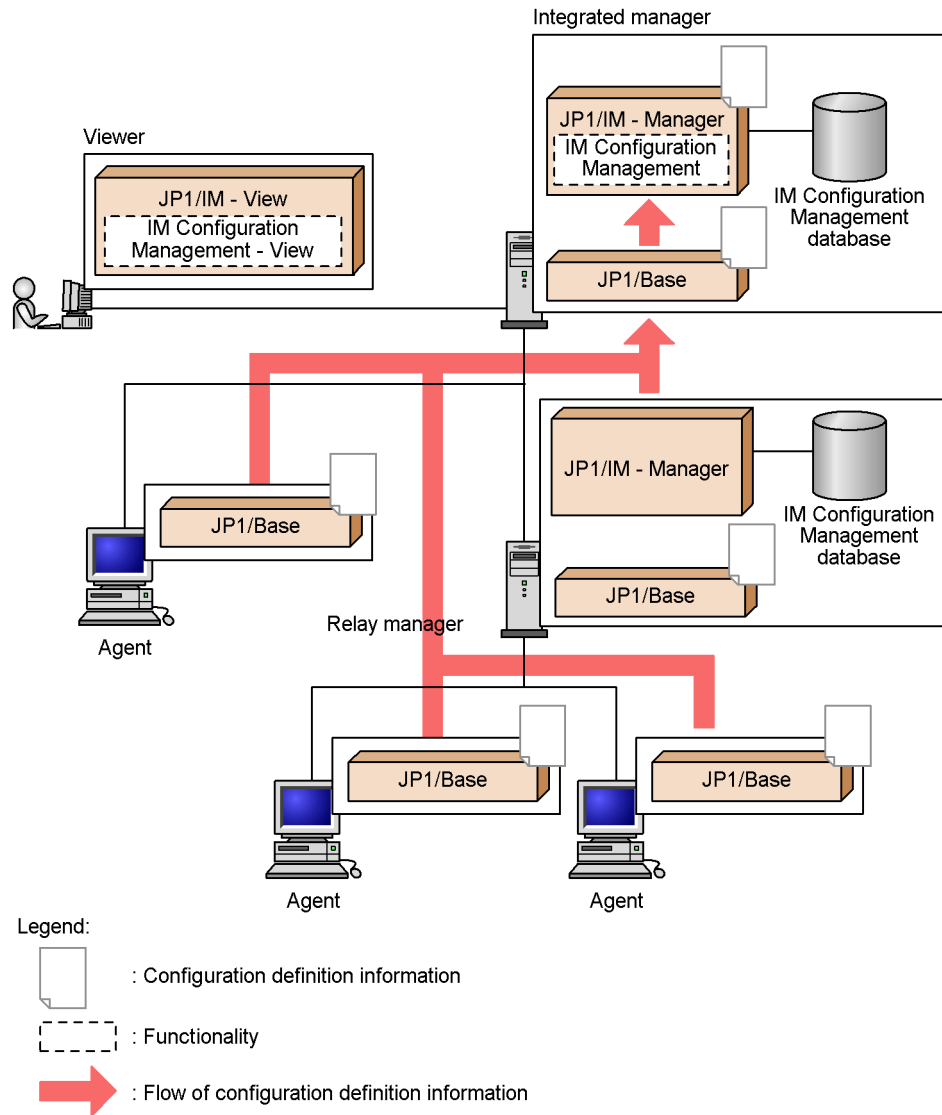 Integrated manager
JP1/IM - Manager
IM Configuration
Management
IM Configuration
Management
database
JP1/Base
Viewer
JP1/IM - View
IM Configuration
Management - View
JP1/IM - Manager
IM Configuration
Management
database
JP1/Base
JP1/Base
Agent
Relay manager
JP1/Base
Agent
JP1/Base
Agent
Legend:
: Configuration definition information
: Functionality
: Flow of configuration definition information